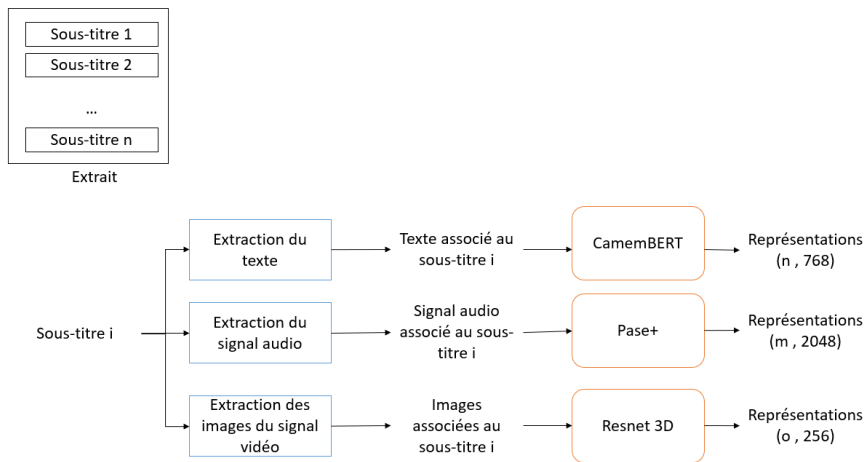 Sous-titre 1
Sous-titre 2
...
Sous-titre n
Extrait
Extraction du
texte
Texte associé au
sous-titre i
CamemBERT
Représentations
(n , 768)
Sous-titre i
Extraction du
signal audio
Signal audio
associé au sous-
titre i
Pase+
Représentations
(m , 2048)
Extraction des
images du signal
vidéo
Images
associées au
sous-titre i
Resnet 3D
Représentations
(o , 256)